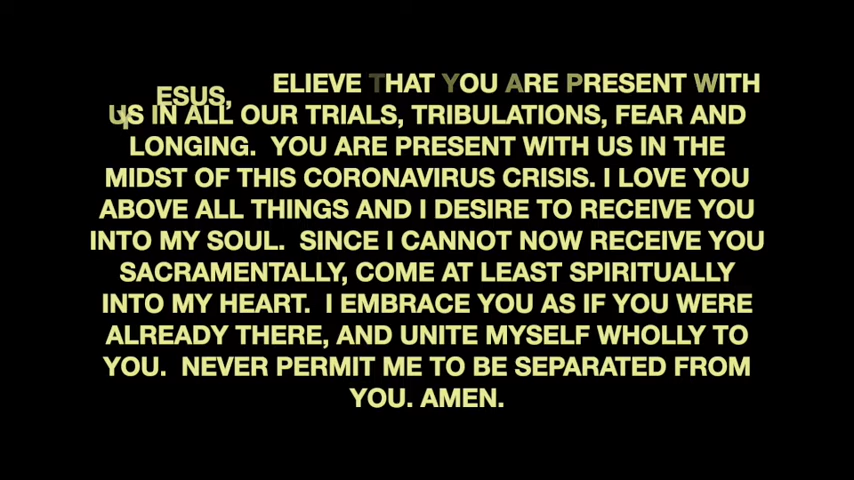 ESUS, ELIEVE THAT YOU ARE PRESENT WITH
US IN ALL OUR TRIALS, TRIBULATIONS, FEAR AND
LONGING. YOU ARE PRESENT WITH US IN THE
MIDST OF THIS CORONAVIRUS CRISIS. I LOVE YOU
ABOVE ALL THINGS AND I DESIRE TO RECEIVE YOU
INTO MY SOUL. SINCE I CANNOT NOW RECEIVE YOU
SACRAMENTALLY, COME AT LEAST SPIRITUALLY
INTO MY HEART. I EMBRACE YOU AS IF YOU WERE
ALREADY THERE, AND UNITE MYSELF WHOLLY TO
YOU. NEVER PERMIT ME TO BE SEPARATED FROM
YOU. AMEN.